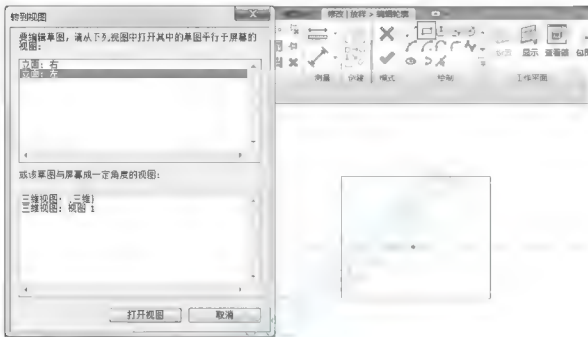 转到视图
要编辑草图，请从下列视图中打开其中的草图平行于屏幕的
视图：
立面：右
立面：左
或该草图与屏幕成一定角度的视图：
三维视图：{三维}
三维视图：视图 1
打开视图
取消
修改 | 放样 > 编辑轮廓
测量
创建
模式
绘制
工作平面
显示
查看器